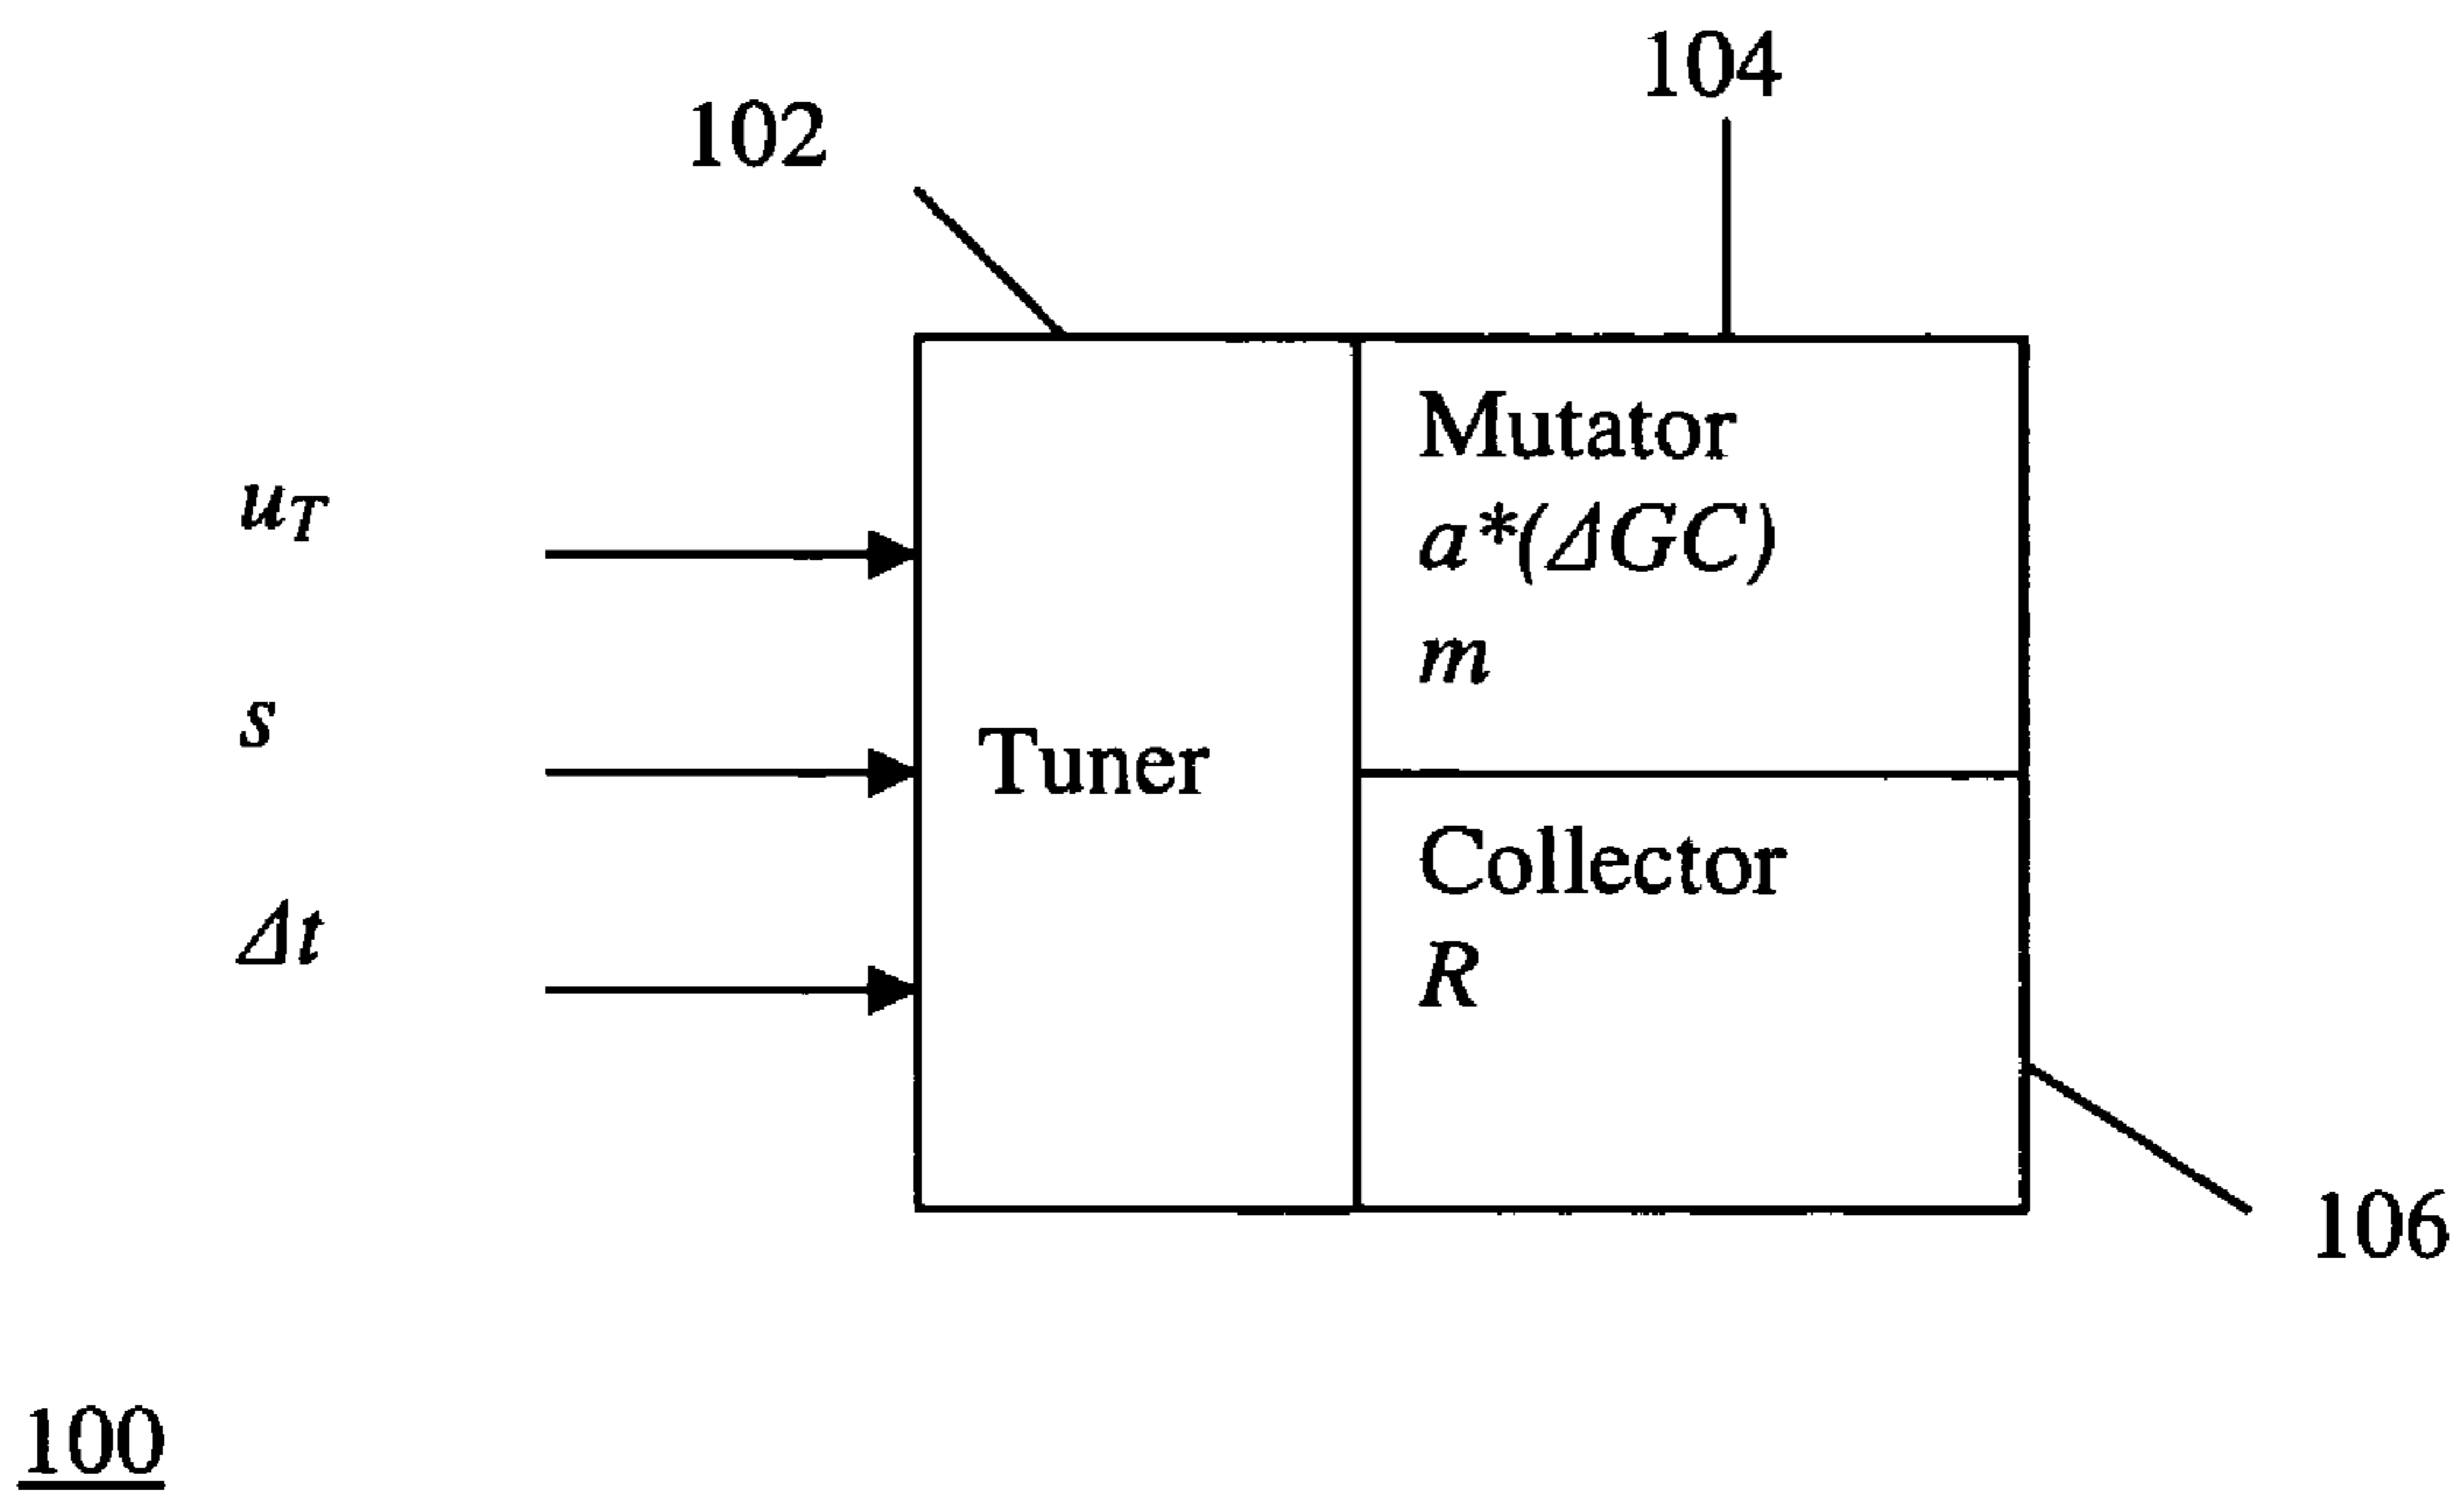 104
102
Mutator
a*(ΔGC)
m
u_T
s
Tuner
Collector
Δt
R
106
100